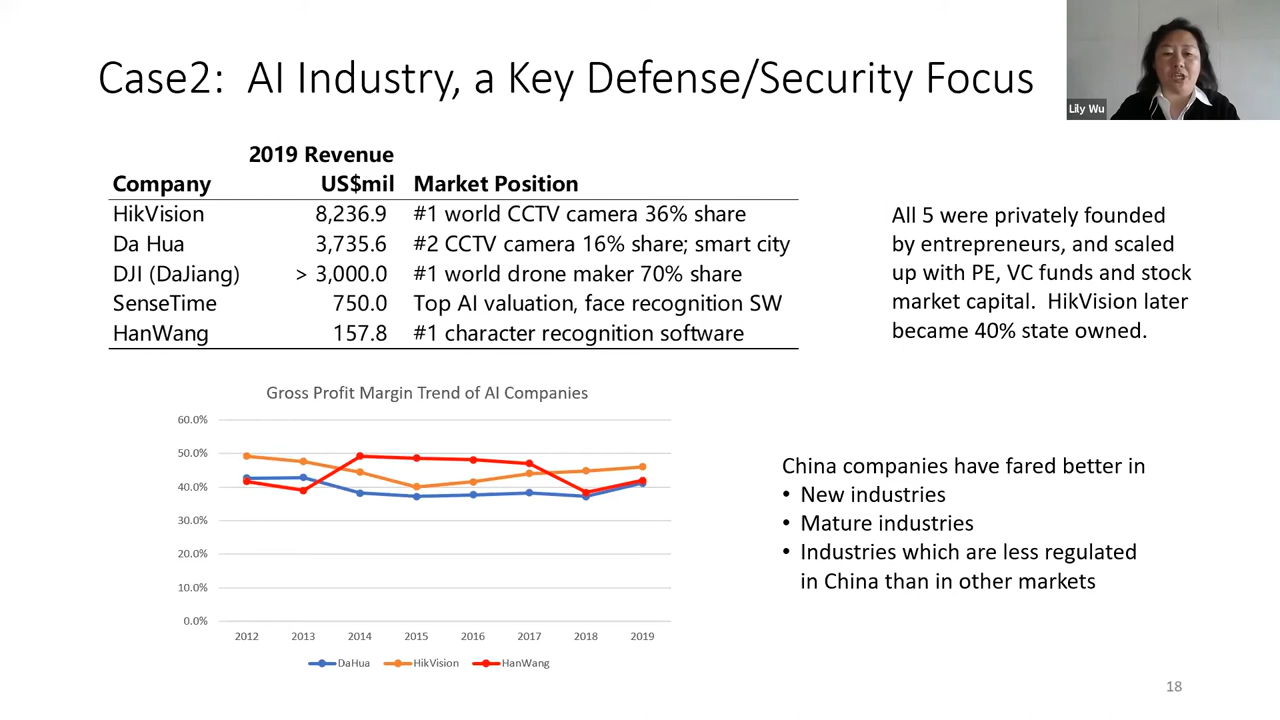 Case2: AI Industry, a Key Defense/Security Focus
Lily Wu
2019 Revenue
Company US$mil Market Position
HikVision 8,236.9 #1 world CCTV camera 36% share
Da Hua 3,735.6 #2 CCTV camera 16% share; smart city
DJI (DaJiang) > 3,000.0 #1 world drone maker 70% share
SenseTime 750.0 Top AI valuation, face recognition SW
HanWang 157.8 #1 character recognition software
All 5 were privately founded
by entrepreneurs, and scaled
up with PE, VC funds and stock
market capital. HikVision later
became 40% state owned.
Gross Profit Margin Trend of AI Companies
60.0%
50.0%
40.0%
30.0%
20.0%
10.0%
0.0%
2012 2013 2014 2015 2016 2017 2018 2019
DaHua HikVision HanWang
China companies have fared better in
• New industries
• Mature industries
• Industries which are less regulated
in China than in other markets
18